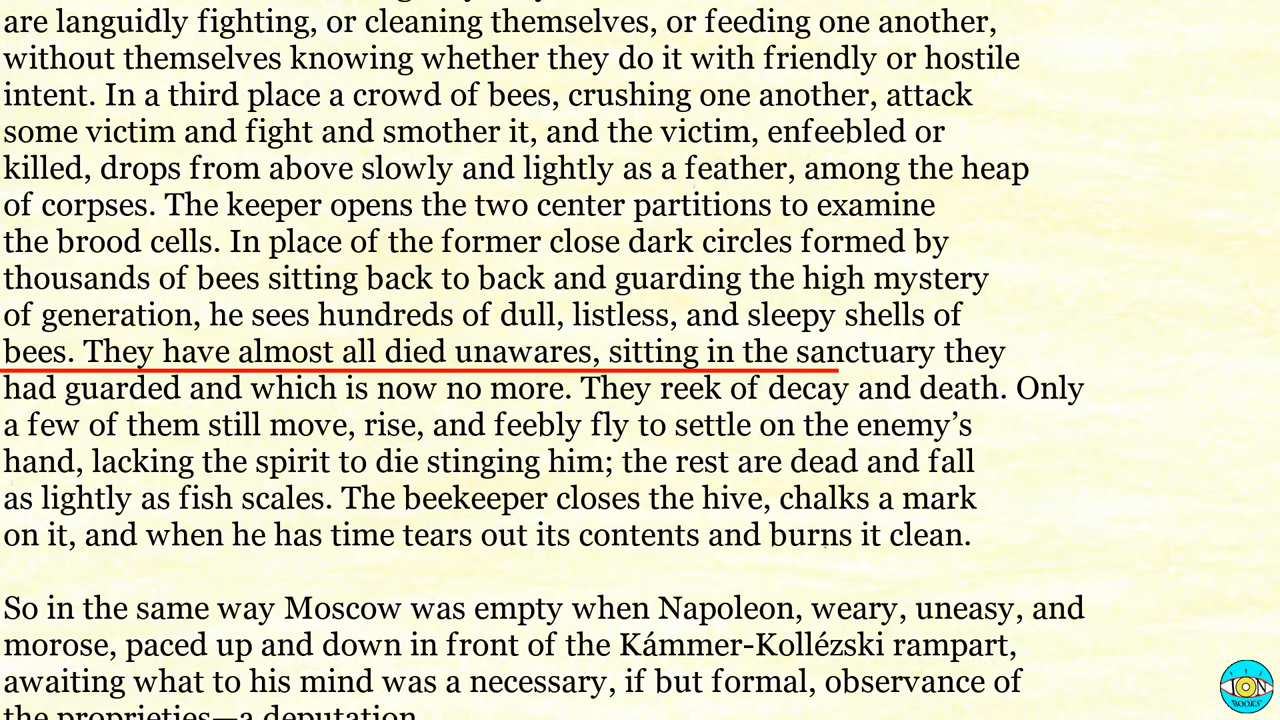 are languidly fighting, or cleaning themselves, or feeding one another,
without themselves knowing whether they do it with friendly or hostile
intent. In a third place a crowd of bees, crushing one another, attack
some victim and fight and smother it, and the victim, enfeebled or
killed, drops from above slowly and lightly as a feather, among the heap
of corpses. The keeper opens the two center partitions to examine
the brood cells. In place of the former close dark circles formed by
thousands of bees sitting back to back and guarding the high mystery
of generation, he sees hundreds of dull, listless, and sleepy shells of
bees. They have almost all died unawares, sitting in the sanctuary they
had guarded and which is now no more. They reek of decay and death. Only
a few of them still move, rise, and feebly fly to settle on the enemy’s
hand, lacking the spirit to die stinging him; the rest are dead and fall
as lightly as fish scales. The beekeeper closes the hive, chalks a mark
on it, and when he has time tears out its contents and burns it clean.
So in the same way Moscow was empty when Napoleon, weary, uneasy, and
morose, paced up and down in front of the Kámmer-Kollézski rampart,
awaiting what to his mind was a necessary, if but formal, observance of
the proprieties—a deputation.
ION
BOOKS